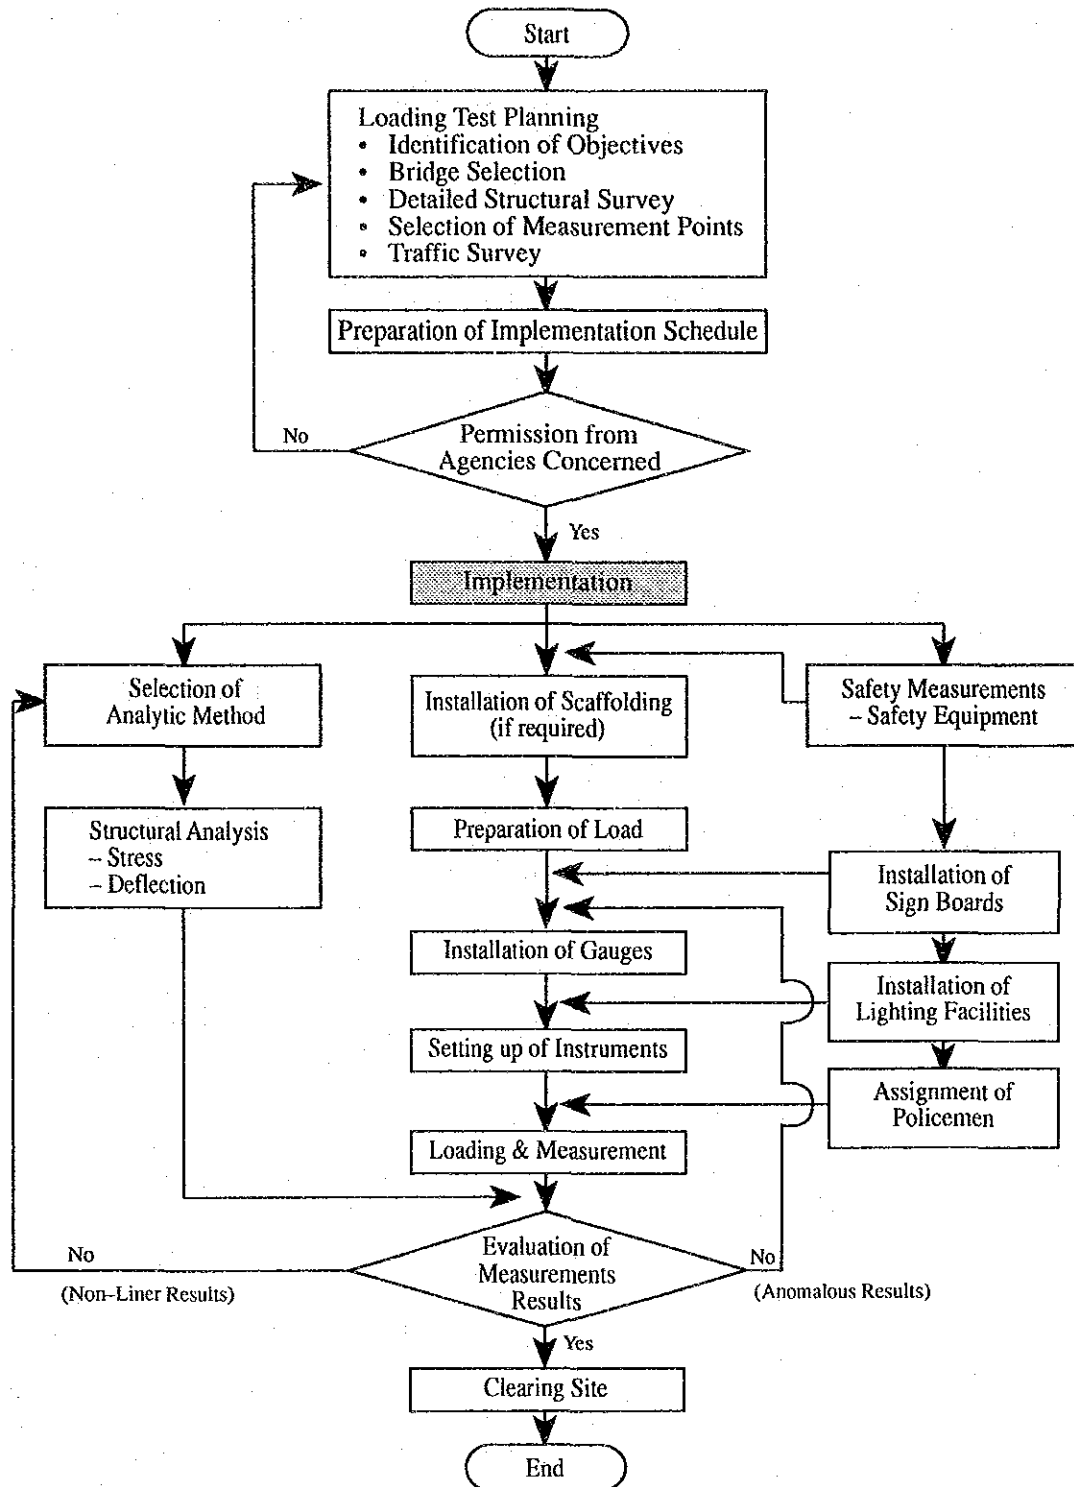 Start
Loading Test Planning
• Identification of Objectives
• Bridge Selection
• Detailed Structural Survey
• Selection of Measurement Points
• Traffic Survey
Preparation of Implementation Schedule
No
Permission from
Agencies Concerned
Yes
Implementation
Selection of
Analytic Method
Installation of Scaffolding
(if required)
Safety Measurements
– Safety Equipment
Structural Analysis
– Stress
– Deflection
Preparation of Load
Installation of
Sign Boards
Installation of Gauges
Installation of
Lighting Facilities
Setting up of Instruments
Assignment of
Policemen
Loading & Measurement
No
(Non–Liner Results)
Evaluation of
Measurements
Results
No
(Anomalous Results)
Yes
Clearing Site
End